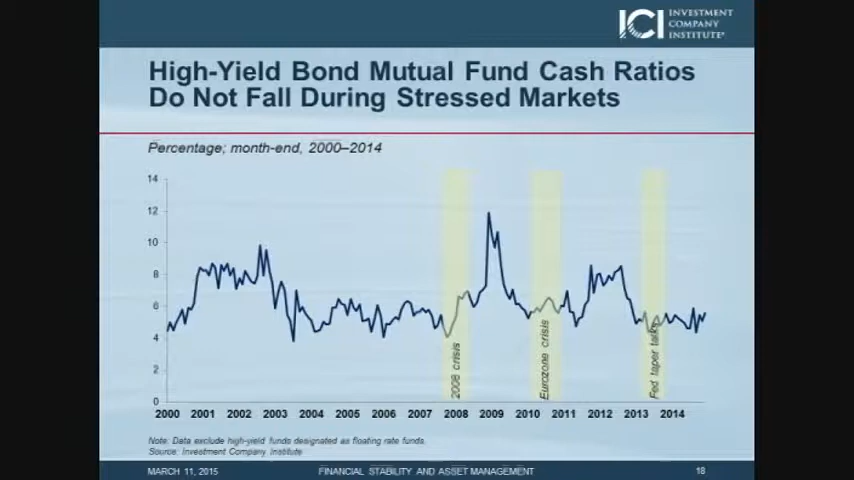 ICI INVESTMENT
COMPANY
INSTITUTE®
High-Yield Bond Mutual Fund Cash Ratios
Do Not Fall During Stressed Markets
Percentage; month-end, 2000–2014
14
12
10
8
6
4
2
0
2008 crisis
Eurozone crisis
Fed taper talks
2000 2001 2002 2003 2004 2005 2006 2007 2008 2009 2010 2011 2012 2013 2014
Note: Data exclude high-yield funds designated as floating rate funds.
Source: Investment Company Institute
MARCH 11, 2015 FINANCIAL STABILITY AND ASSET MANAGEMENT 18